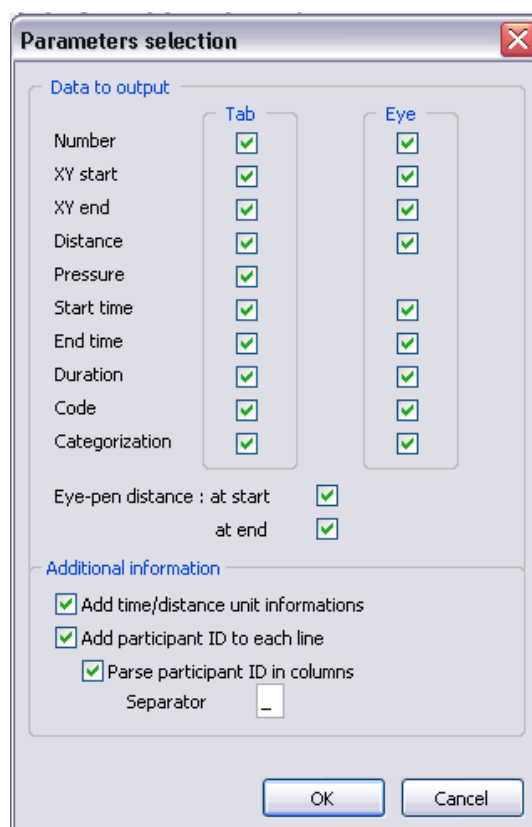 Parameters selection
Data to output
Tab Eye
Number
XY start
XY end
Distance
Pressure
Start time
End time
Duration
Code
Categorization
Eye-pen distance : at start
at end
Additional information
Add time/distance unit informations
Add participant ID to each line
Parse participant ID in columns
Separator _
OK Cancel